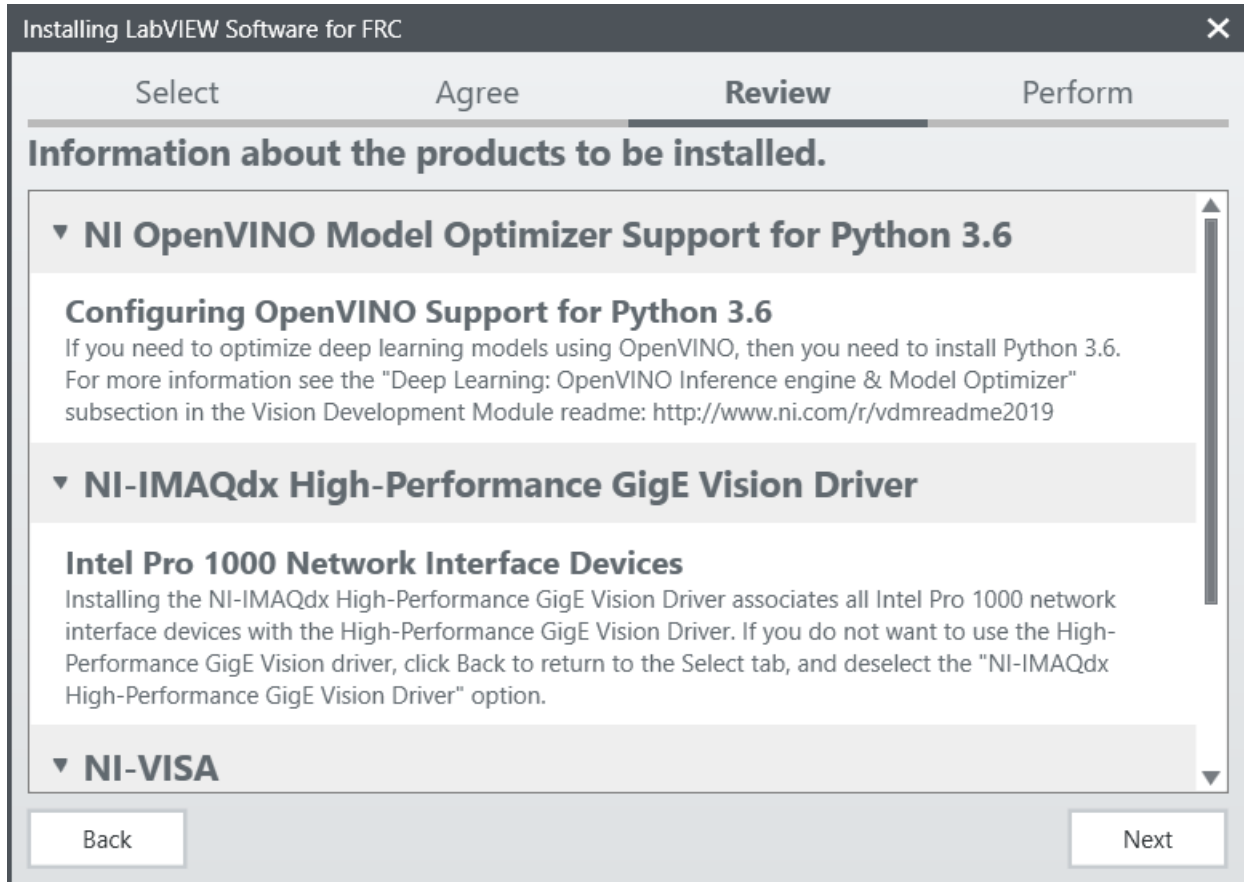 Installing LabVIEW Software for FRC
Select Agree Review Perform
Information about the products to be installed.
NI OpenVINO Model Optimizer Support for Python 3.6
Configuring OpenVINO Support for Python 3.6
If you need to optimize deep learning models using OpenVINO, then you need to install Python 3.6.
For more information see the "Deep Learning: OpenVINO Inference engine & Model Optimizer"
subsection in the Vision Development Module readme: http://www.ni.com/r/vdmreadme2019
NI-IMAQdx High-Performance GigE Vision Driver
Intel Pro 1000 Network Interface Devices
Installing the NI-IMAQdx High-Performance GigE Vision Driver associates all Intel Pro 1000 network
interface devices with the High-Performance GigE Vision Driver. If you do not want to use the High-
Performance GigE Vision driver, click Back to return to the Select tab, and deselect the "NI-IMAQdx
High-Performance GigE Vision Driver" option.
NI-VISA
Back Next